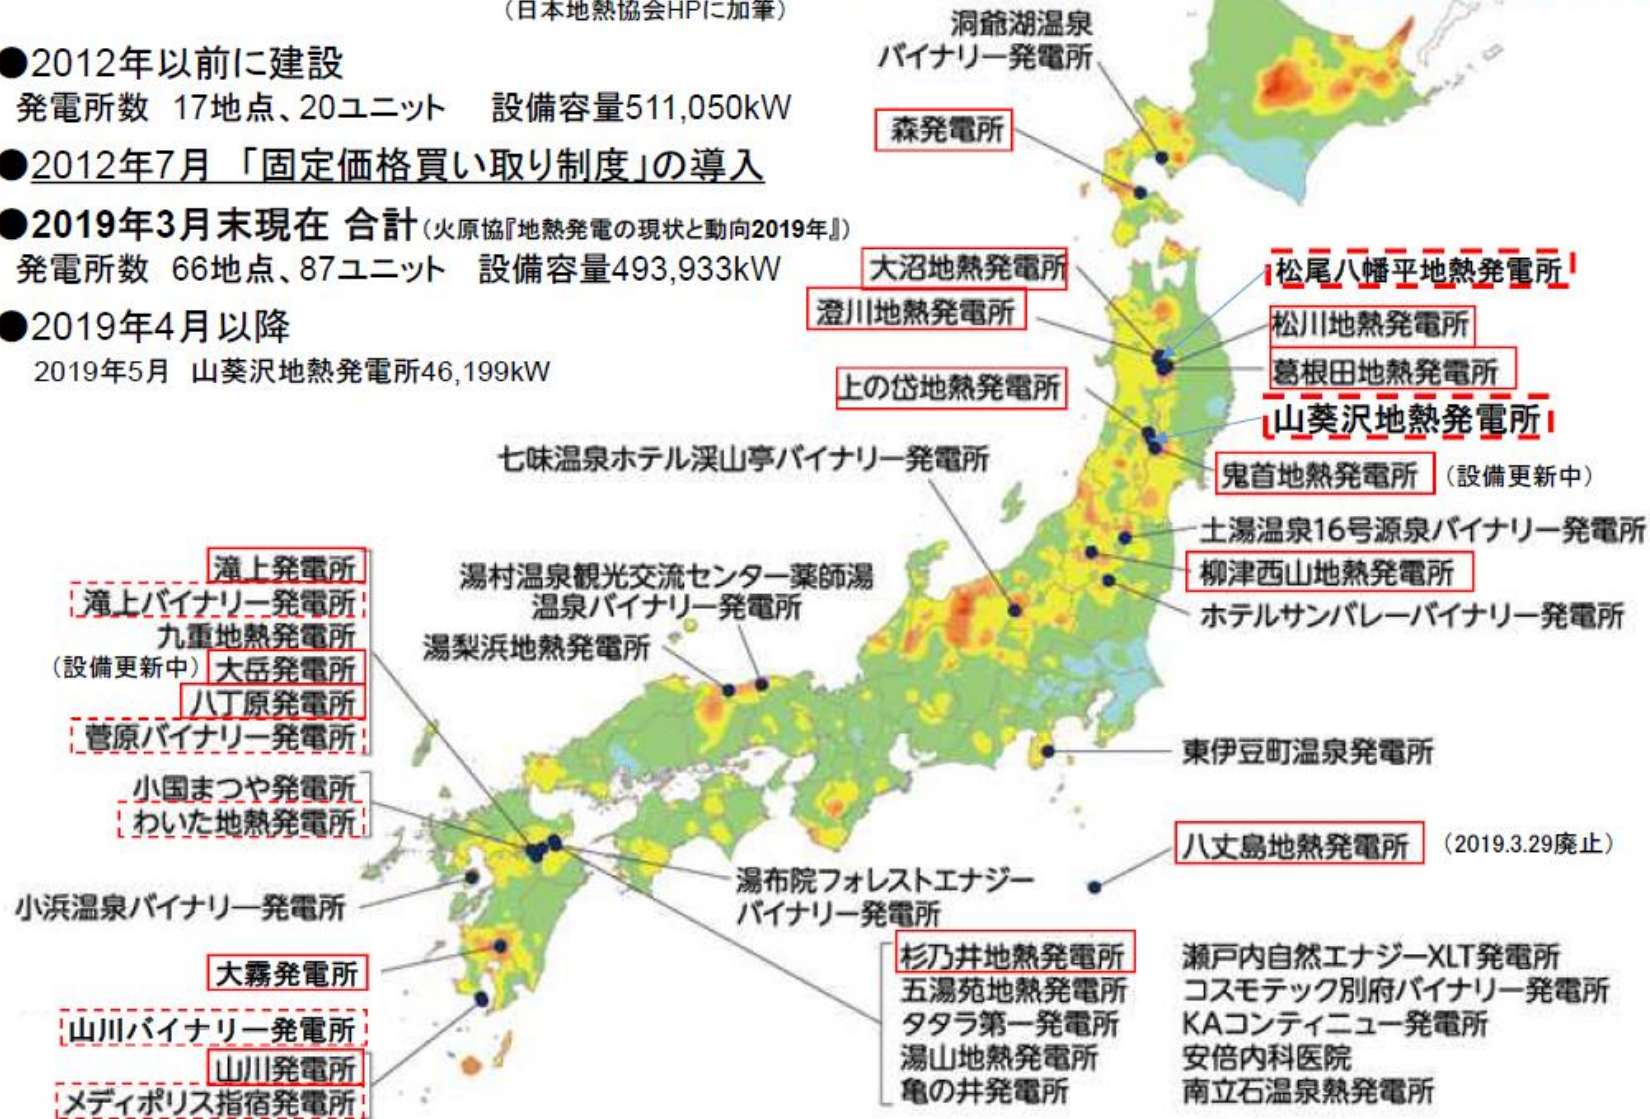 （日本地熱協会HPに加筆）
●2012年以前に建設
発電所数　17地点、20ユニット　設備容量511,050kW
●2012年7月　「固定価格買い取り制度」の導入
●2019年3月末現在 合計（火原協『地熱発電の現状と動向2019年』）
発電所数　66地点、87ユニット　設備容量493,933kW
●2019年4月以降
2019年5月　山葵沢地熱発電所46,199kW
洞爺湖温泉
バイナリー発電所
森発電所
大沼地熱発電所
澄川地熱発電所
上の岱地熱発電所
松尾八幡平地熱発電所
松川地熱発電所
葛根田地熱発電所
山葵沢地熱発電所
鬼首地熱発電所（設備更新中）
七味温泉ホテル渓山亭バイナリー発電所
土湯温泉16号源泉バイナリー発電所
柳津西山地熱発電所
ホテルサンバレーバイナリー発電所
湯村温泉観光交流センター薬師湯
温泉バイナリー発電所
湯梨浜地熱発電所
滝上発電所
滝上バイナリー発電所
九重地熱発電所
（設備更新中）大岳発電所
八丁原発電所
菅原バイナリー発電所
小国まつや発電所
わいた地熱発電所
小浜温泉バイナリー発電所
大霧発電所
山川バイナリー発電所
山川発電所
メディポリス指宿発電所
東伊豆町温泉発電所
八丈島地熱発電所（2019.3.29廃止）
湯布院フォレストエナジー
バイナリー発電所
杉乃井地熱発電所
五湯苑地熱発電所
タタラ第一発電所
湯山地熱発電所
亀の井発電所
瀬戸内自然エナジーXLT発電所
コスモテック別府バイナリー発電所
KAコンティニュー発電所
安倍内科医院
南立石温泉熱発電所